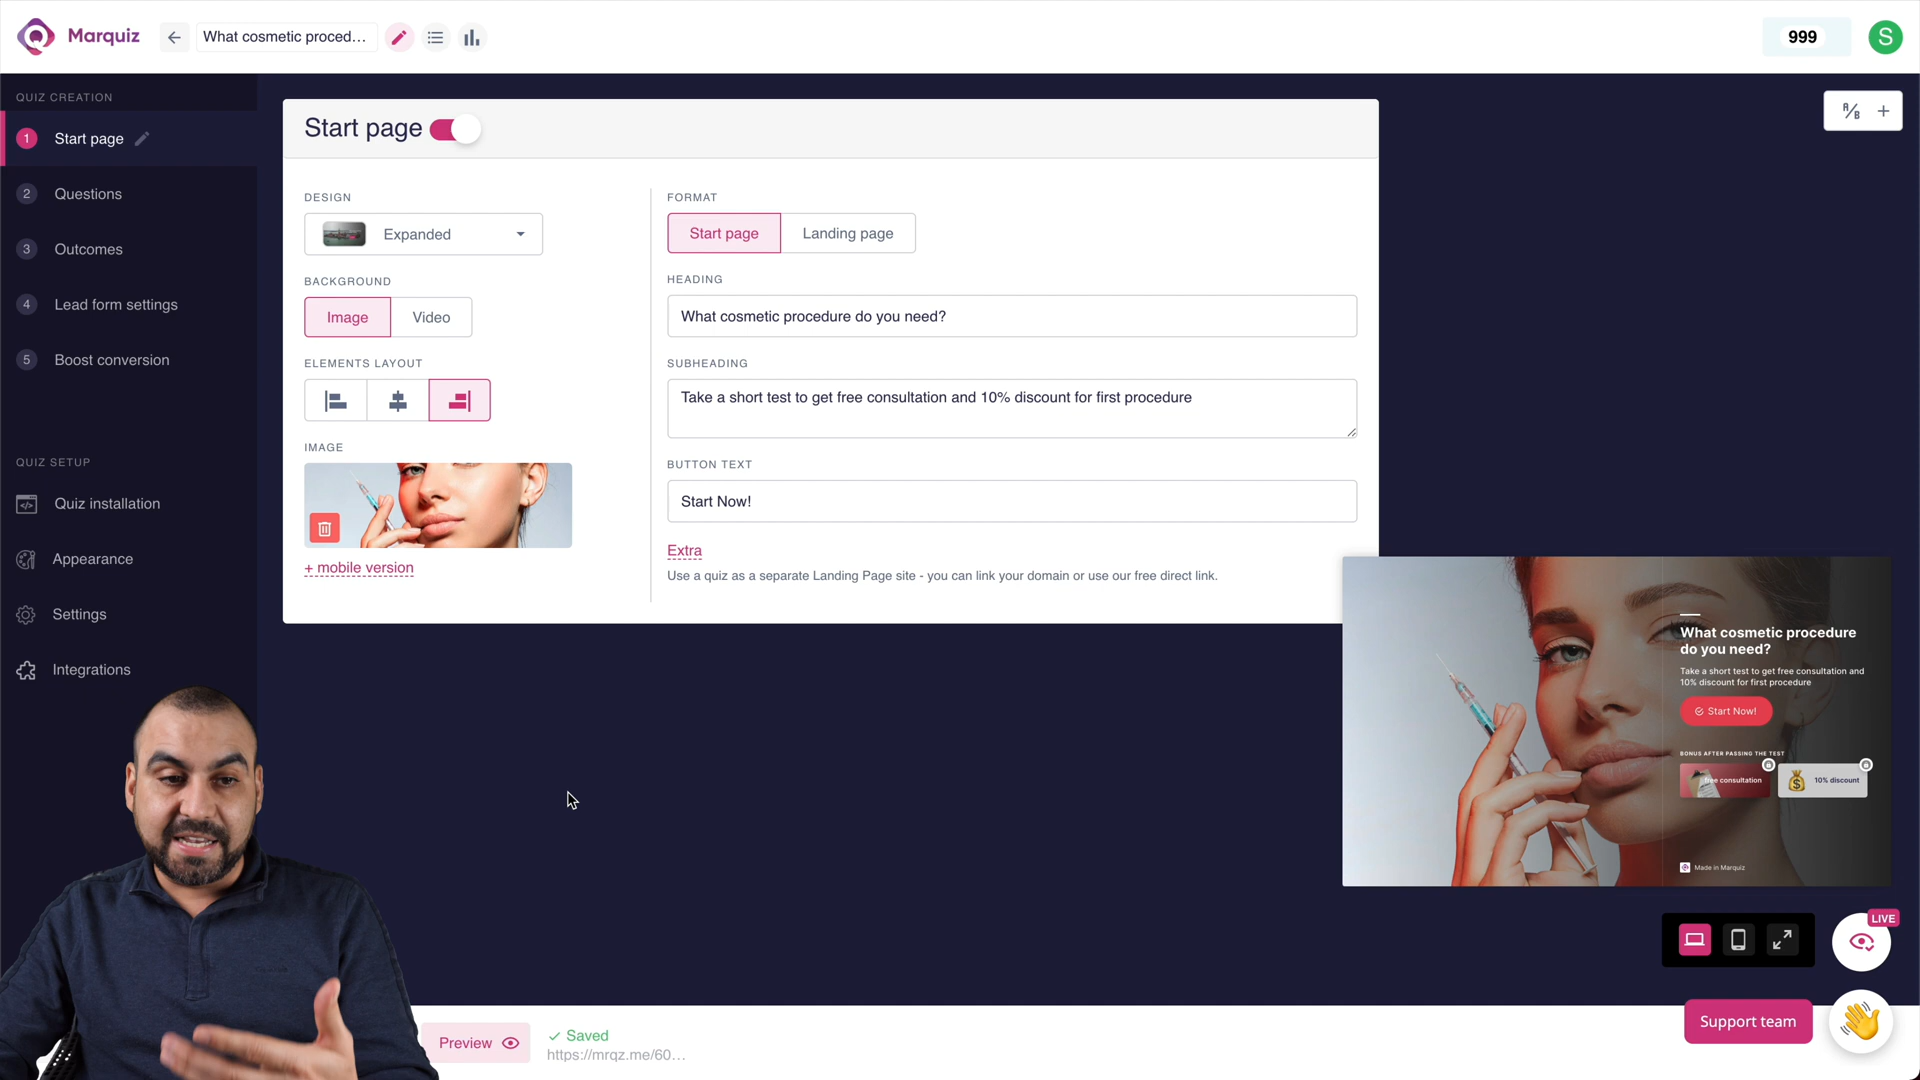 Marquiz
What cosmetic proced...
999
S
QUIZ CREATION
1 Start page
2 Questions
3 Outcomes
4 Lead form settings
5 Boost conversion
QUIZ SETUP
Quiz installation
Appearance
Settings
Integrations
Start page
DESIGN
Expanded
BACKGROUND
Image
Video
ELEMENTS LAYOUT
IMAGE
+ mobile version
FORMAT
Start page
Landing page
HEADING
What cosmetic procedure do you need?
SUBHEADING
Take a short test to get free consultation and 10% discount for first procedure
BUTTON TEXT
Start Now!
Extra
Use a quiz as a separate Landing Page site - you can link your domain or use our free direct link.
A/B +
What cosmetic procedure
do you need?
Take a short test to get free consultation and
10% discount for first procedure
Start Now!
BONUS AFTER PASSING THE TEST
free consultation
10% discount
Made in Marquiz
LIVE
Support team
Preview
Saved
https://mrqz.me/60...